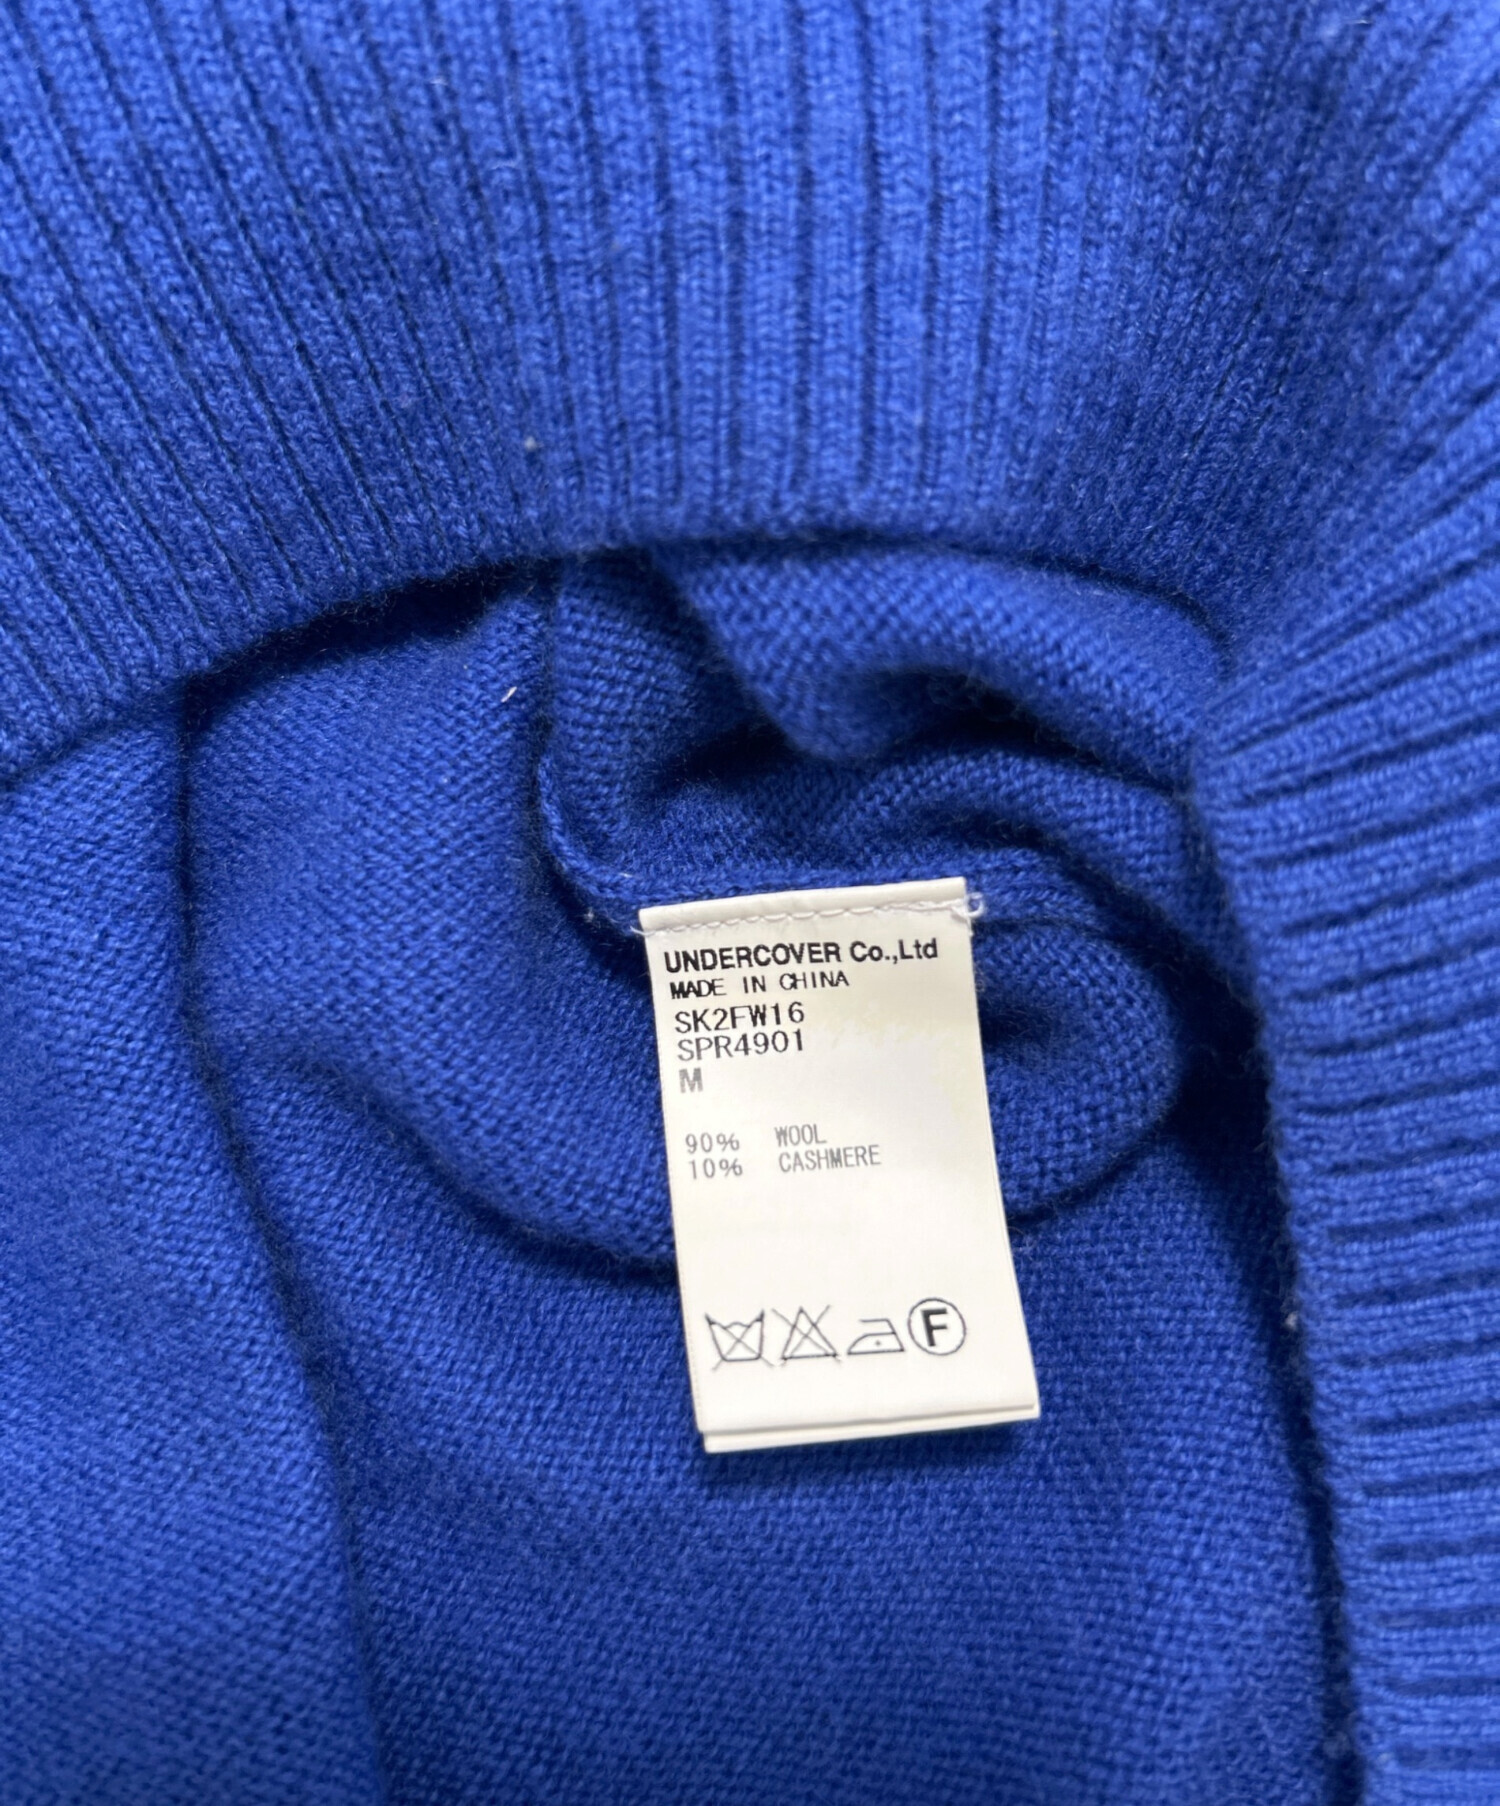 UNDERCOVER Co.,Ltd
MADE IN CHINA
SK2FW16
SPR4901
M
90% WOOL
10% CASHMERE
F